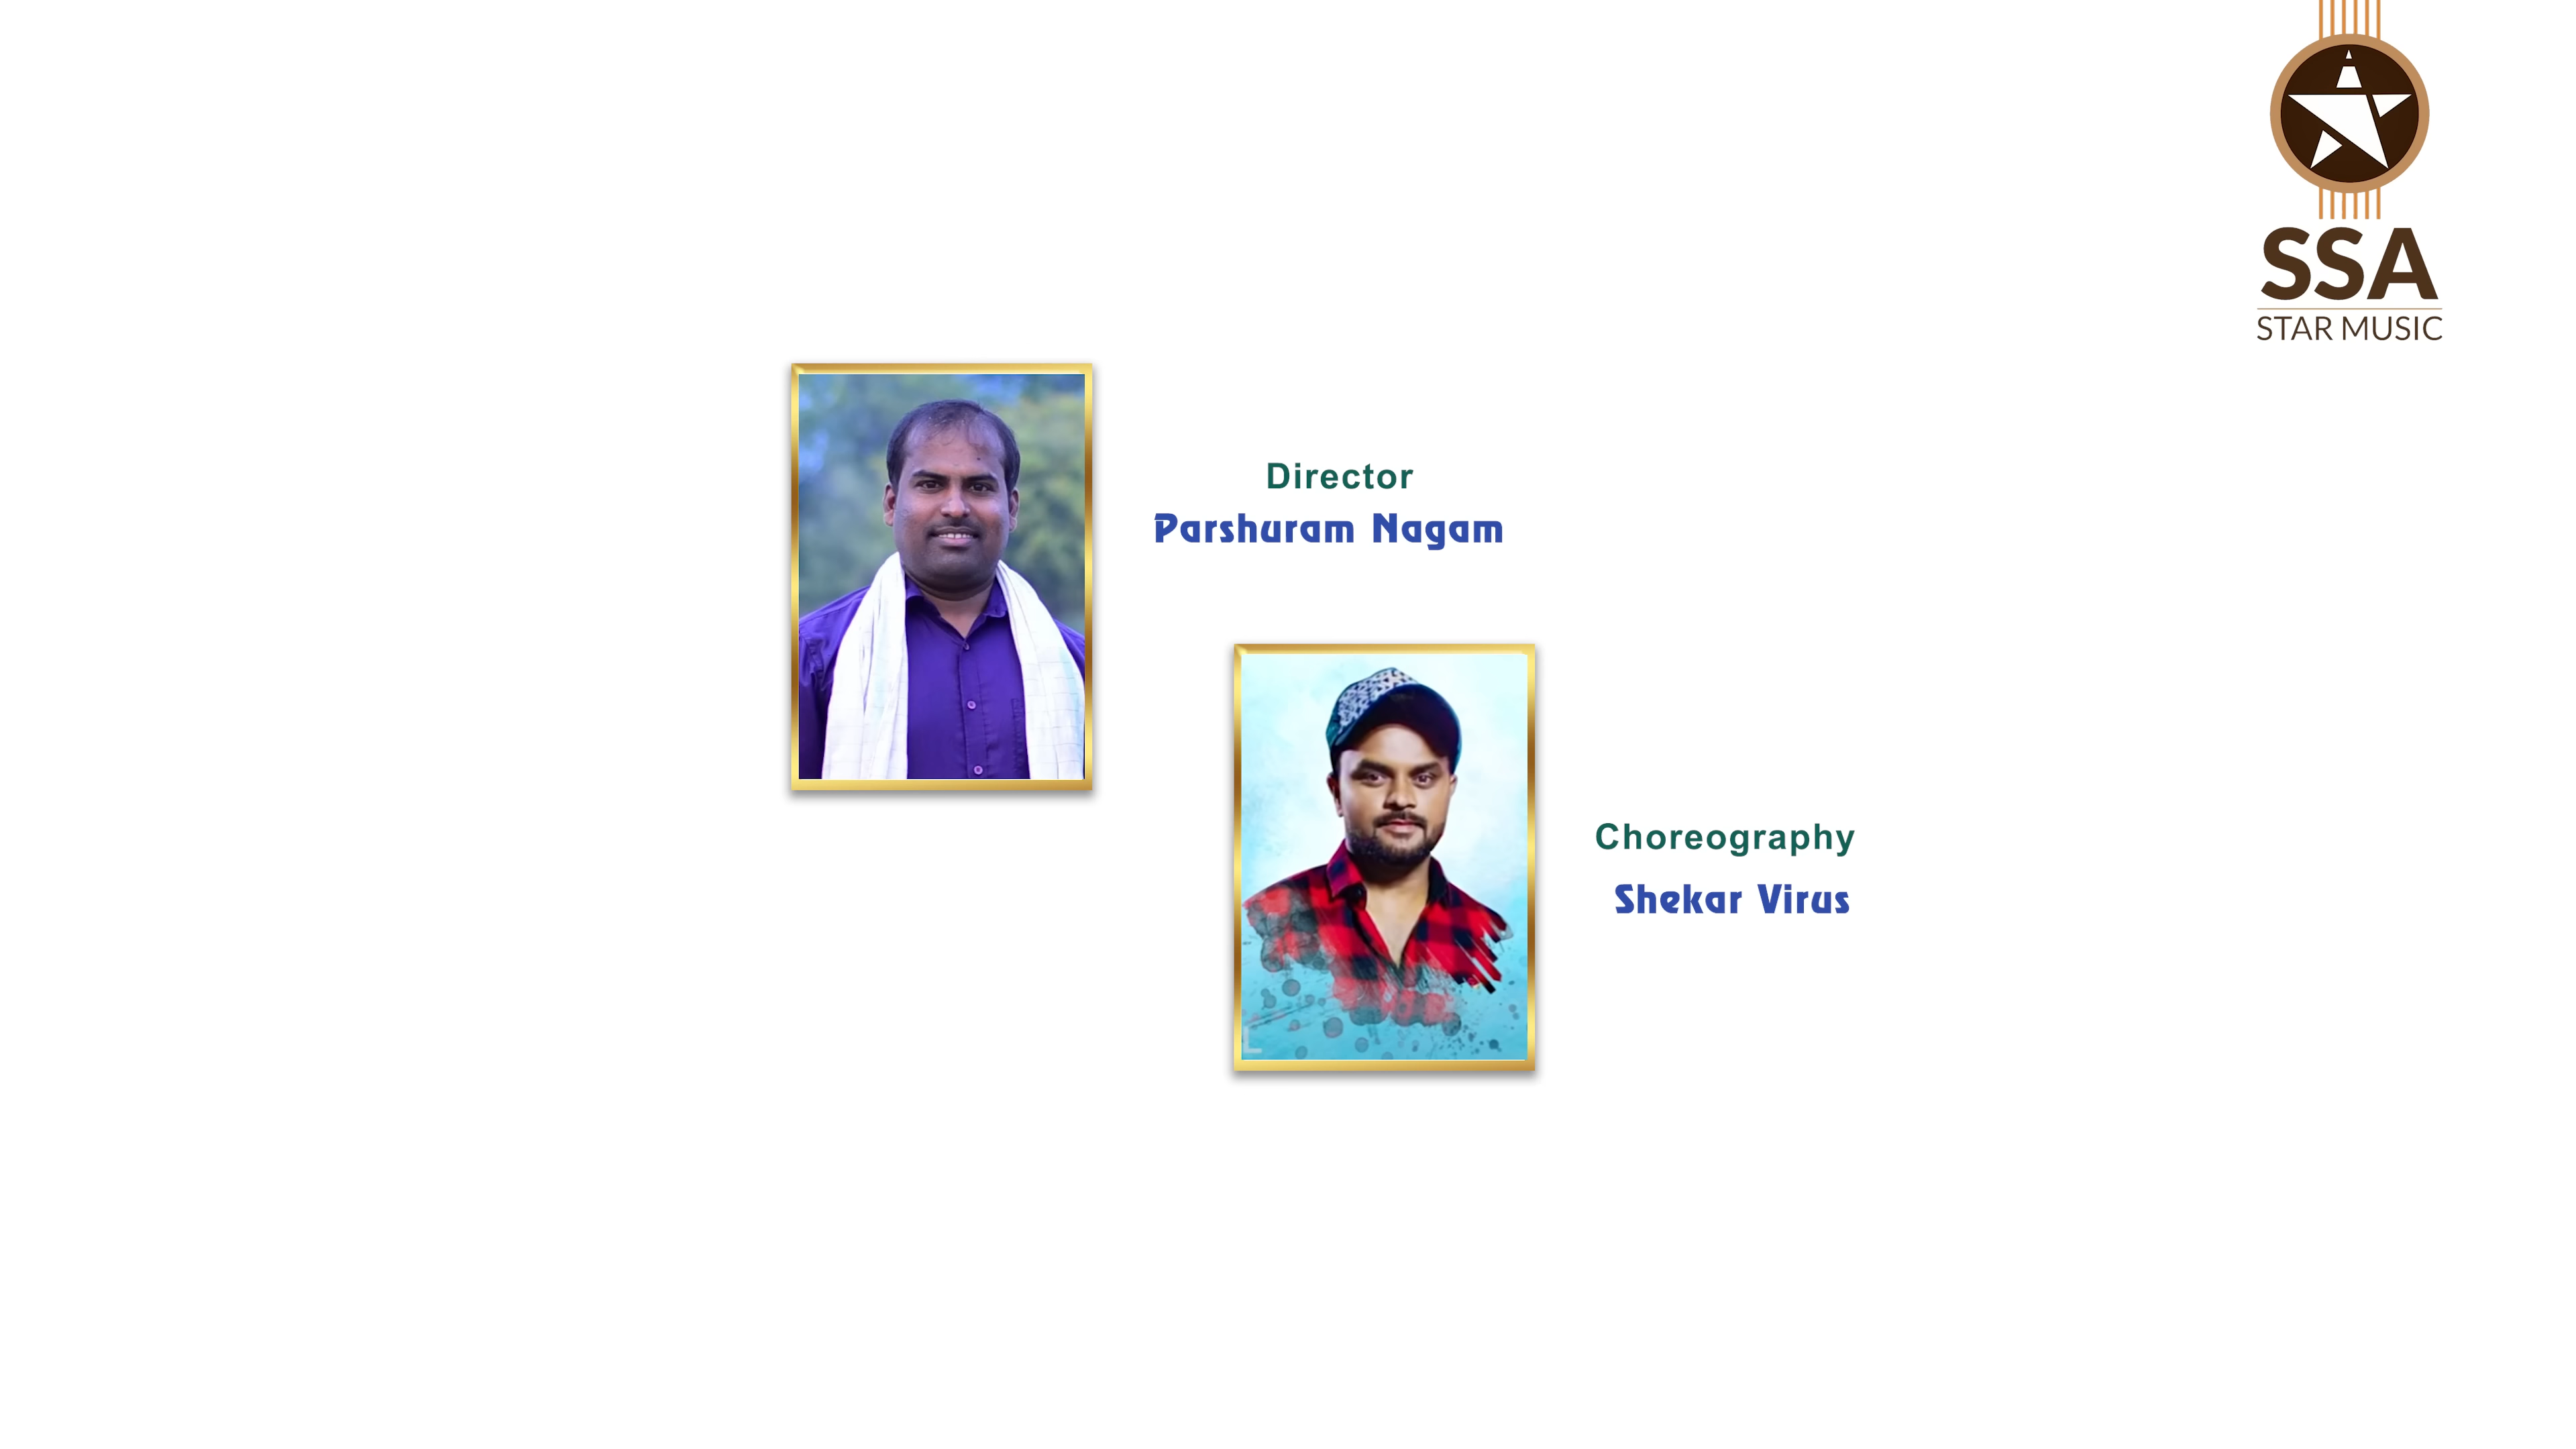 SSA
STAR MUSIC
Director
Parshuram Nagam
Choreography
Shekar Virus